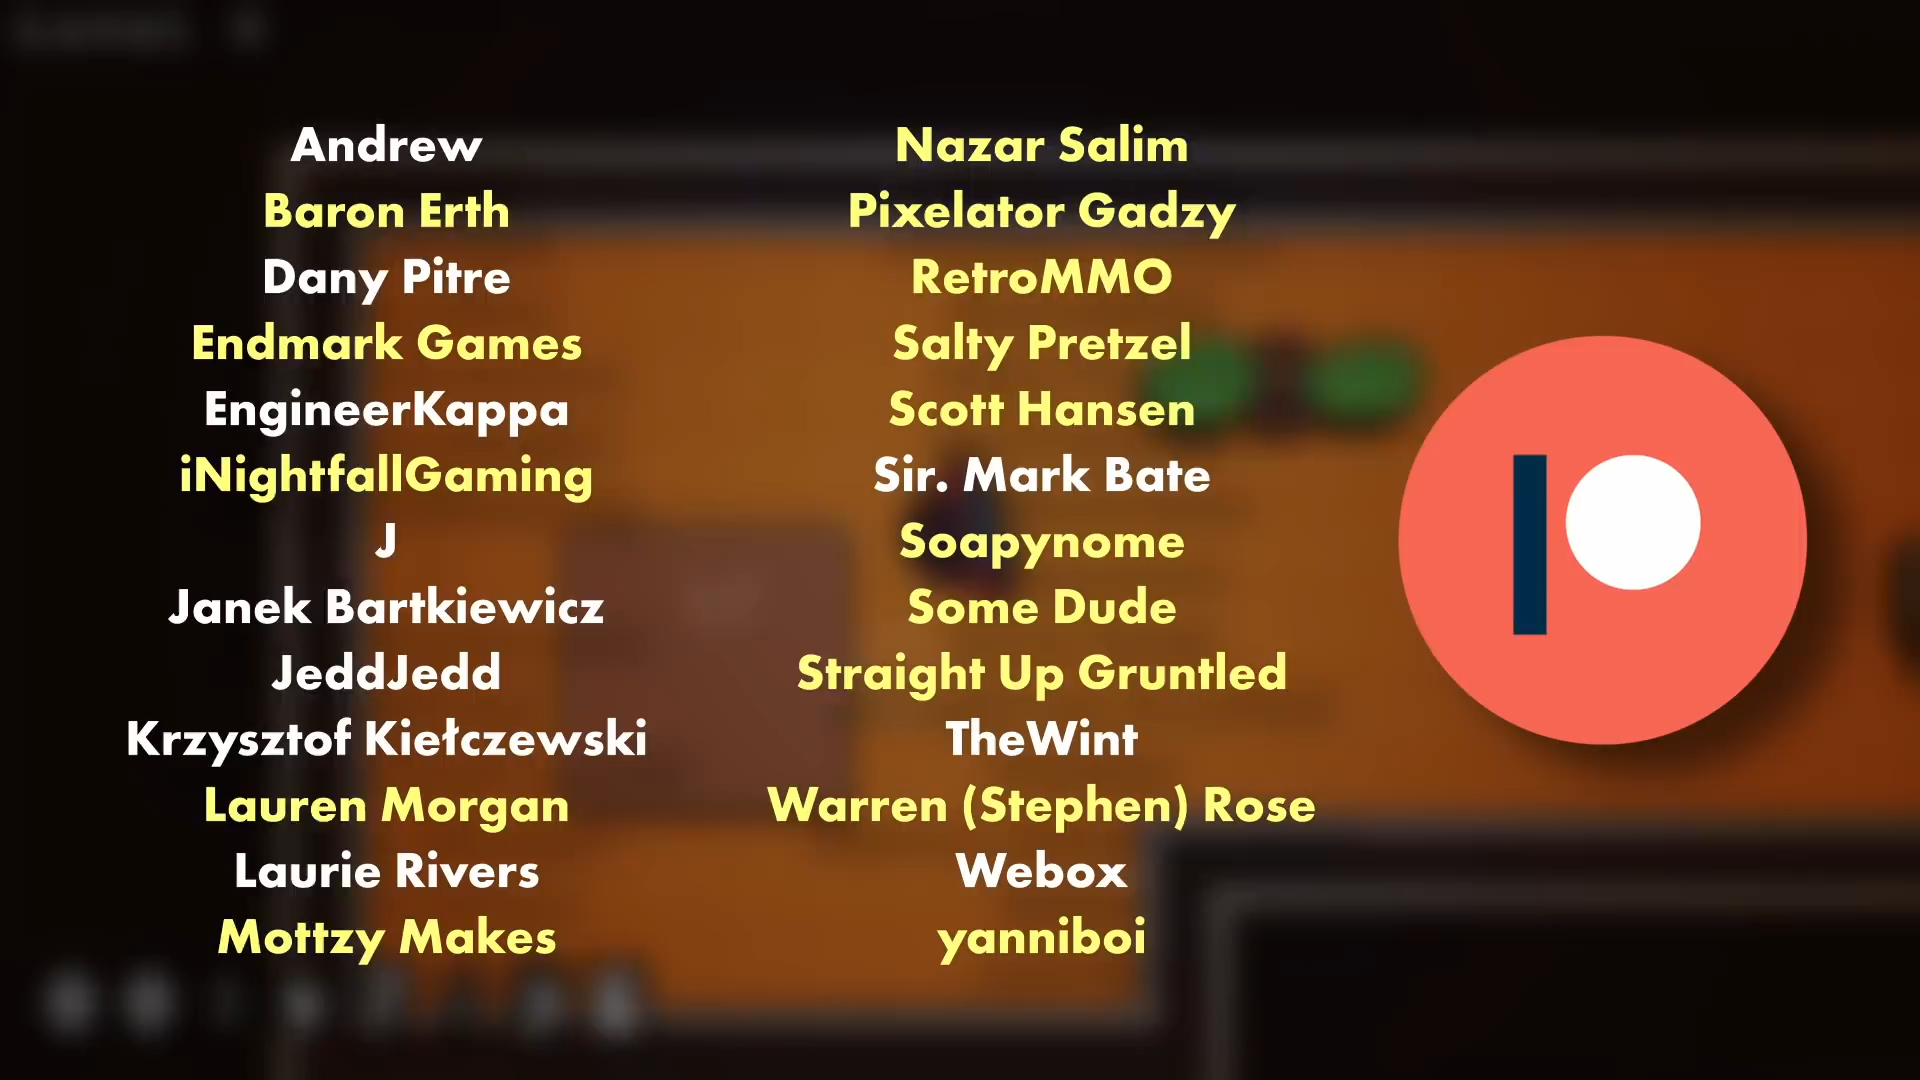 Andrew
Baron Erth
Dany Pitre
Endmark Games
EngineerKappa
iNightfallGaming
J
Janek Bartkiewicz
JeddJedd
Krzysztof Kiełczewski
Lauren Morgan
Laurie Rivers
Mottzy Makes
Nazar Salim
Pixelator Gadzy
RetroMMO
Salty Pretzel
Scott Hansen
Sir. Mark Bate
Soapynome
Some Dude
Straight Up Gruntled
TheWint
Warren (Stephen) Rose
Webox
yanniboi